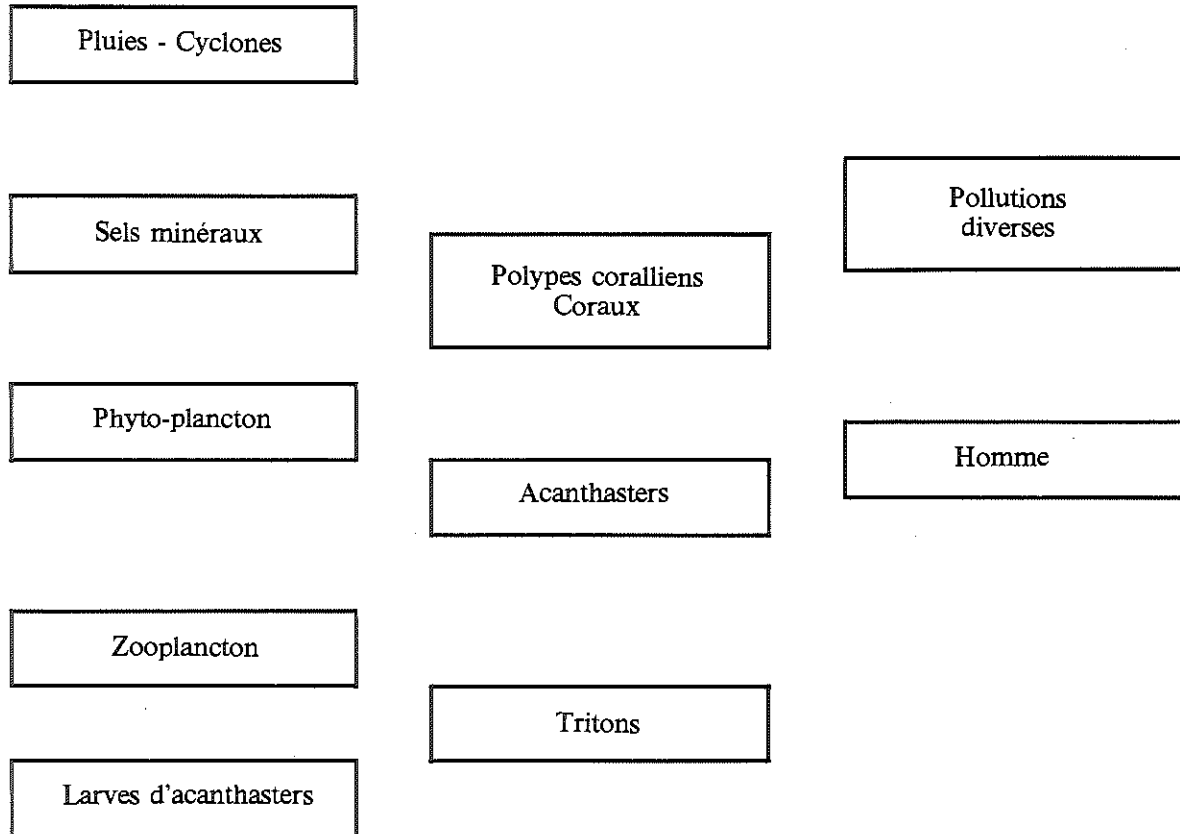 Pluies - Cyclones
Sels minéraux
Phyto-plancton
Zooplancton
Larves d'acanthasters
Polypes coralliens
Coraux
Acanthasters
Tritons
Pollutions
diverses
Homme